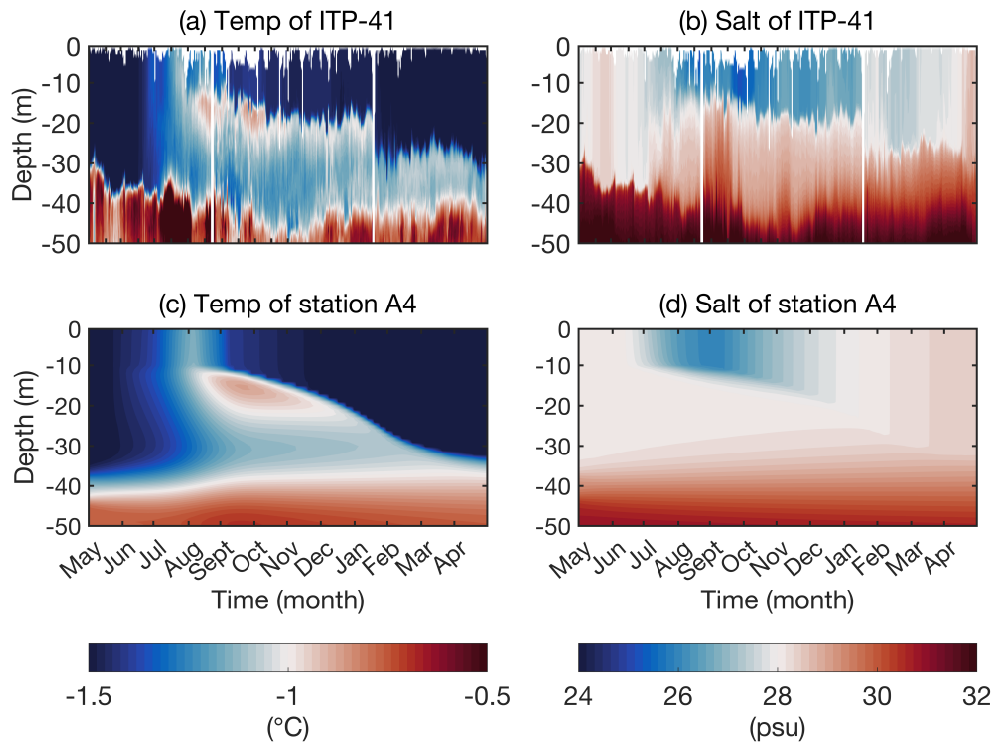 (a) Temp of ITP-41
(b) Salt of ITP-41
0
-10
-20
-30
-40
-50
Depth (m)
0
-10
-20
-30
-40
-50
(c) Temp of station A4
(d) Salt of station A4
0
-10
-20
-30
-40
-50
Depth (m)
May Jun Jul Aug Sept Oct Nov Dec Jan Feb Mar Apr
Time (month)
0
-10
-20
-30
-40
-50
May Jun Jul Aug Sept Oct Nov Dec Jan Feb Mar Apr
Time (month)
-1.5 -1 -0.5
(°C)
24 26 28 30 32
(psu)